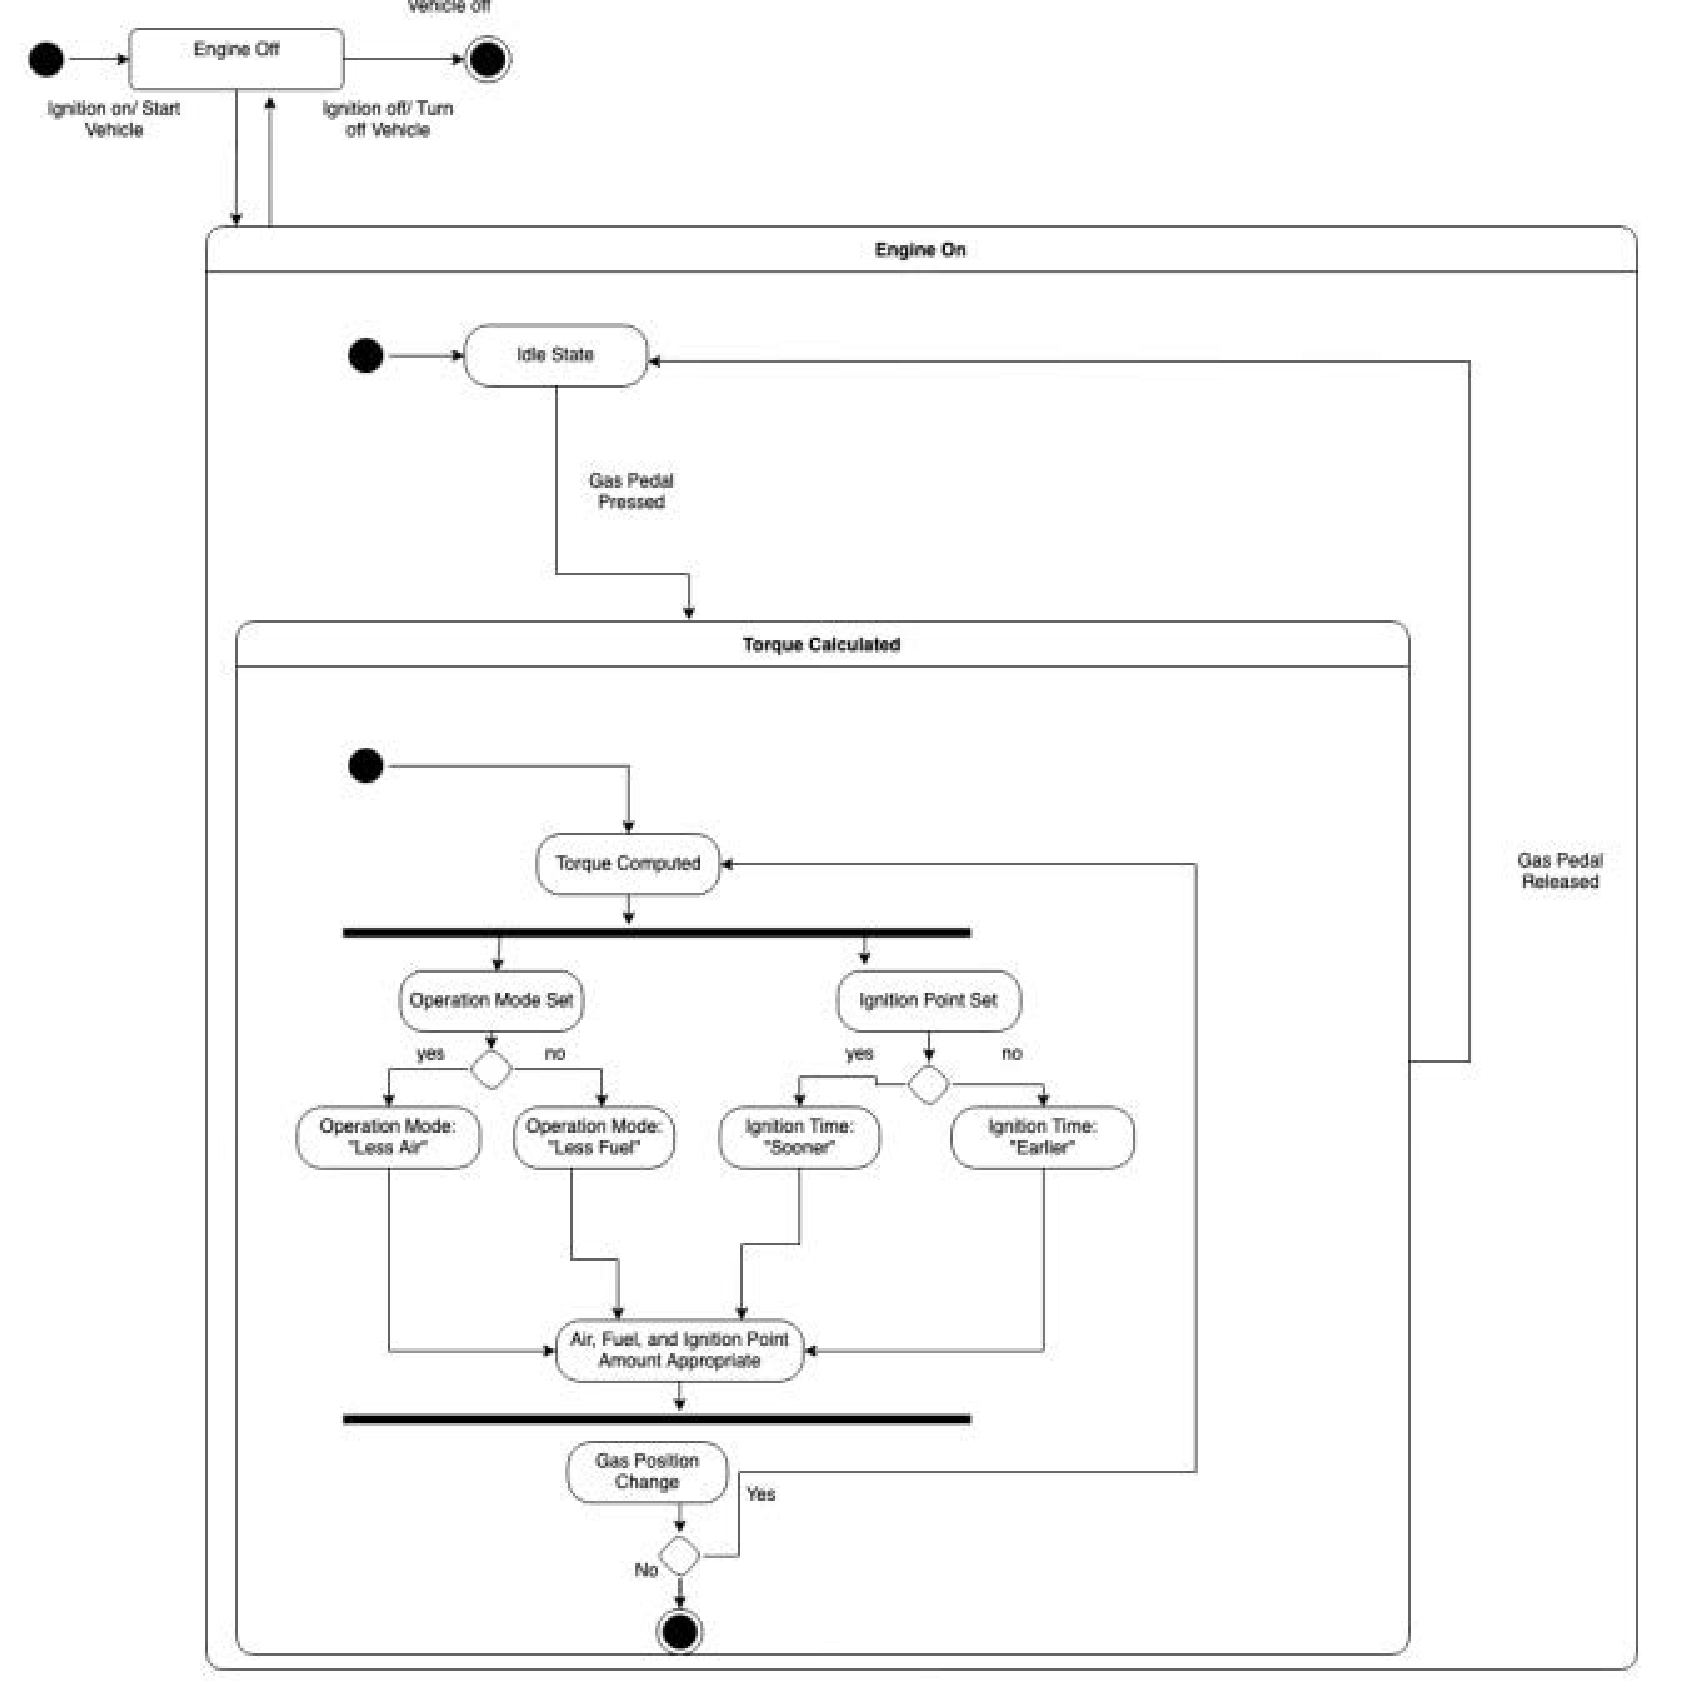 Vehicle off
Engine Off
Ignition on/ Start
Vehicle
Ignition off/ Turn
off Vehicle
Engine On
Idle State
Gas Pedal
Pressed
Torque Calculated
Torque Computed
Gas Pedal
Released
Operation Mode Set
Ignition Point Set
yes
no
yes
no
Operation Mode:
"Less Air"
Operation Mode:
"Less Fuel"
Ignition Time:
"Sooner"
Ignition Time:
"Earlier"
Air, Fuel, and Ignition Point
Amount Appropriate
Gas Position
Change
Yes
No